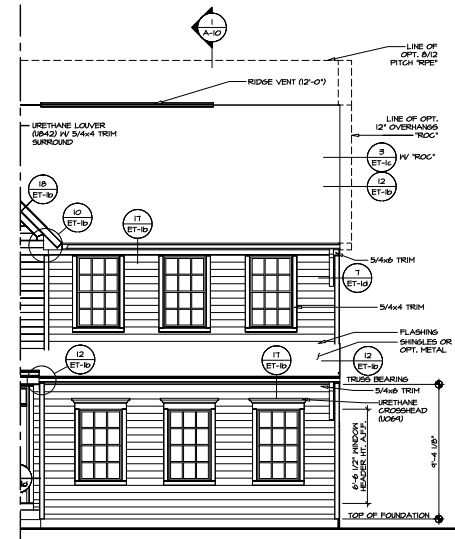 1
A-10
LINE OF
OPT. 8/12
PITCH "RPE"
RIDGE VENT (12'-0")
URETHANE LOUVER
(U842) W/ 5/4x4 TRIM
SURROUND
LINE OF OPT.
12" OVERHANGS
"ROC"
3
ET-1c
W/ "ROC"
12
ET-1b
18
ET-1b
10
ET-1b
17
ET-1b
5/4x6 TRIM
7
ET-1d
5/4x4 TRIM
FLASHING
SHINGLES OR
OPT. METAL
12
ET-1b
17
ET-1b
12
ET-1b
TRUSS BEARING
5/4x6 TRIM
URETHANE
CROSSHEAD
(U069)
6'-6 1/2" WINDOW
HEADER HT. A.F.F.
9'-4 1/8"
TOP OF FOUNDATION